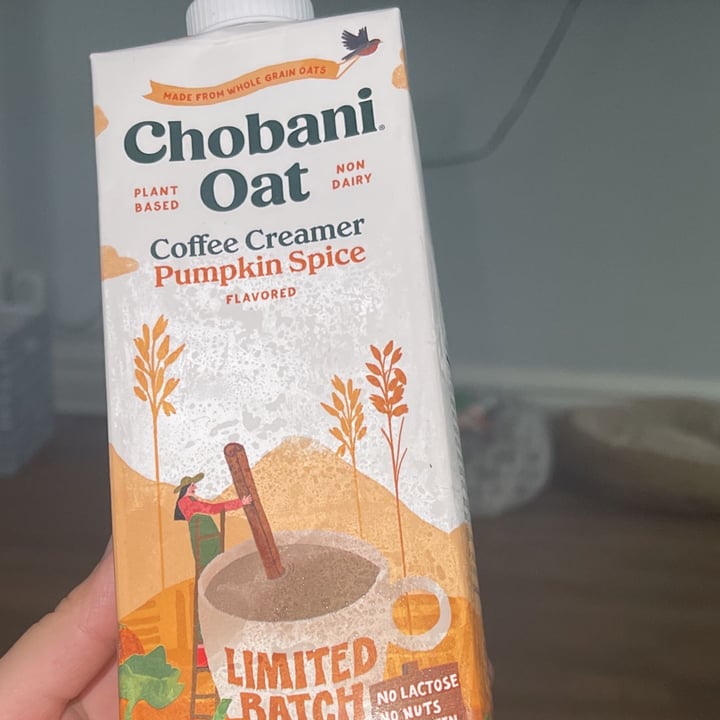 MADE FROM WHOLE GRAIN OATS
Chobani®
PLANT BASED
Oat
NON DAIRY
Coffee Creamer
Pumpkin Spice
FLAVORED
LIMITED
BATCH
NO LACTOSE
NO NUTS